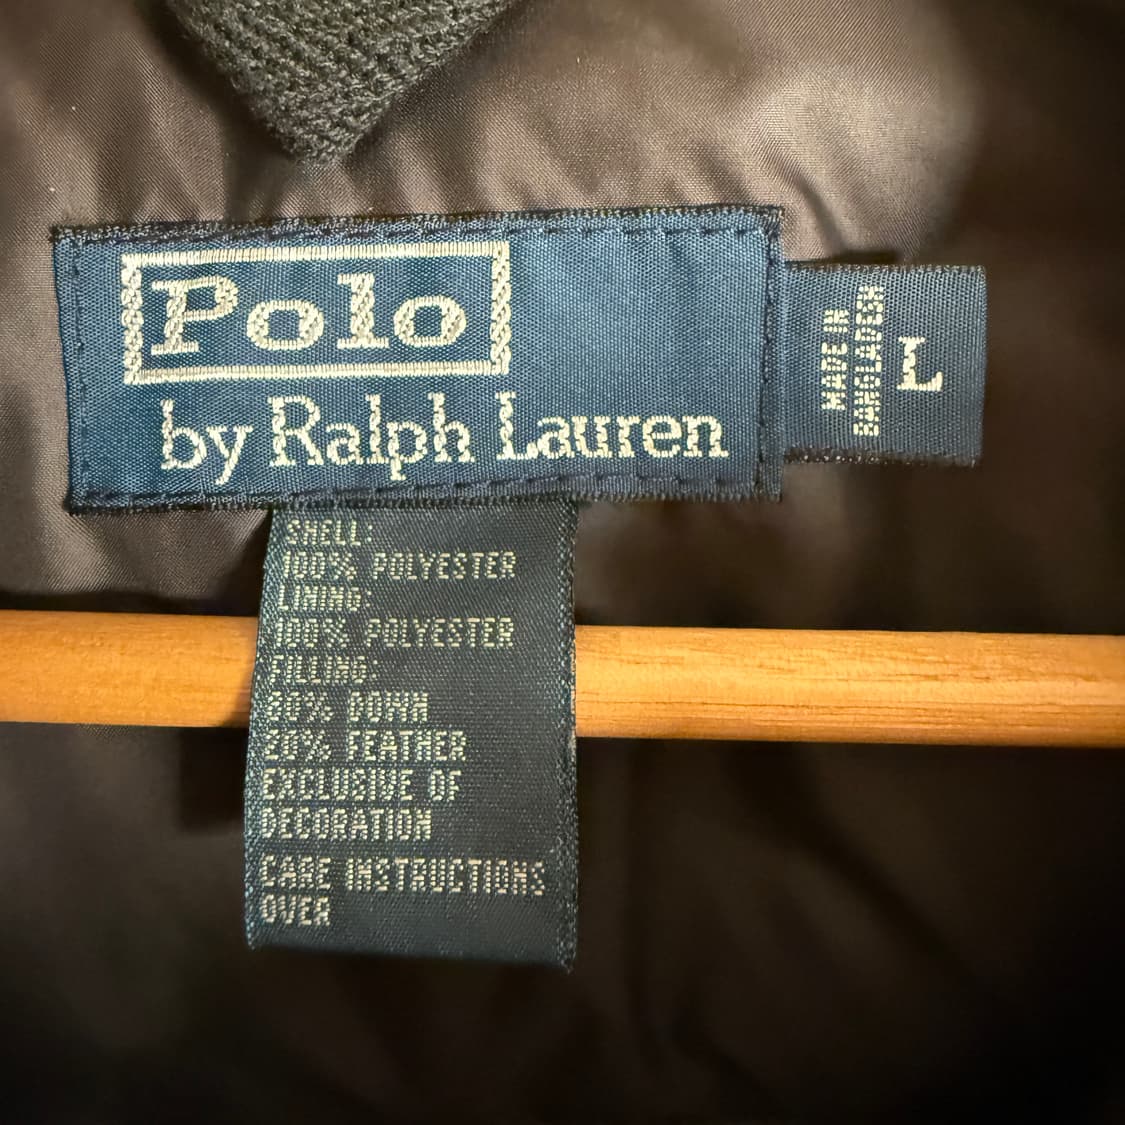 Polo
by Ralph Lauren
MADE IN
BANGLADESH
L
SHELL:
100% POLYESTER
LINING:
100% POLYESTER
FILLING:
80% DOWN
20% FEATHER
EXCLUSIVE OF
DECORATION
CARE INSTRUCTIONS
OVER